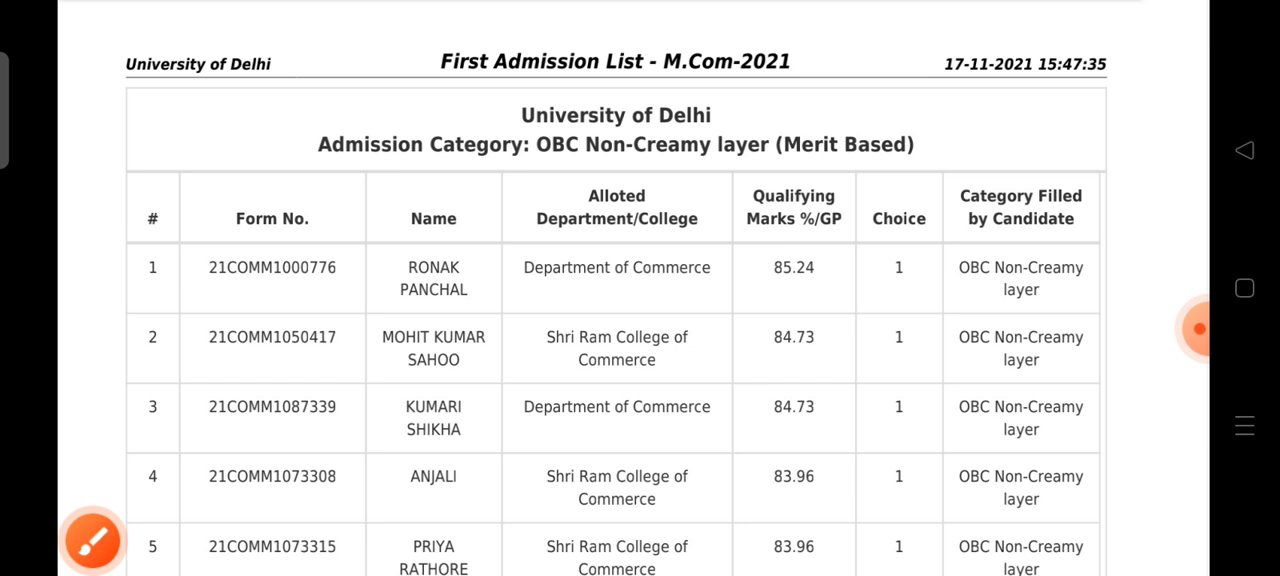 University of Delhi First Admission List - M.Com-2021 17-11-2021 15:47:35
University of Delhi
Admission Category: OBC Non-Creamy layer (Merit Based)
# Form No. Name Alloted Department/College Qualifying Marks %/GP Choice Category Filled by Candidate
1 21COMM1000776 RONAK PANCHAL Department of Commerce 85.24 1 OBC Non-Creamy layer
2 21COMM1050417 MOHIT KUMAR SAHOO Shri Ram College of Commerce 84.73 1 OBC Non-Creamy layer
3 21COMM1087339 KUMARI SHIKHA Department of Commerce 84.73 1 OBC Non-Creamy layer
4 21COMM1073308 ANJALI Shri Ram College of Commerce 83.96 1 OBC Non-Creamy layer
5 21COMM1073315 PRIYA RATHORE Shri Ram College of Commerce 83.96 1 OBC Non-Creamy layer